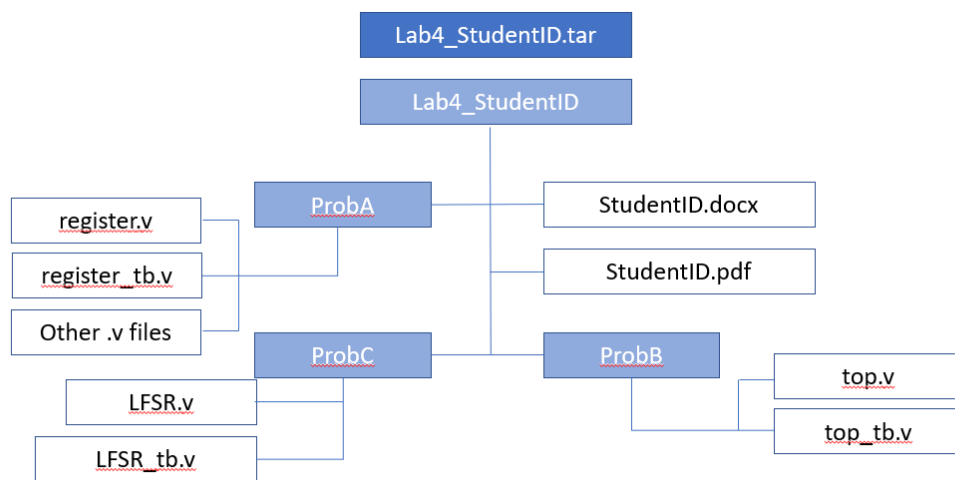 Lab4_StudentID.tar
Lab4_StudentID
ProbA
StudentID.docx
register.v
register_tb.v
StudentID.pdf
Other .v files
ProbC
ProbB
LFSR.v
top.v
LFSR_tb.v
top_tb.v